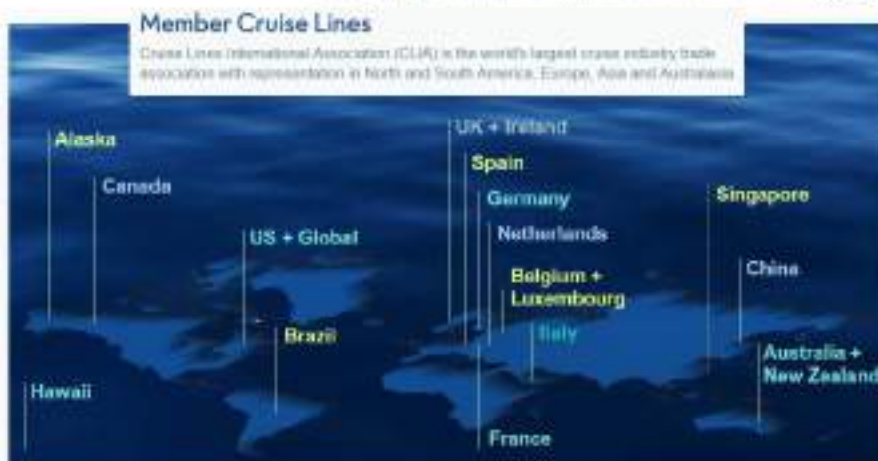 Member Cruise Lines
Cruise Lines International Association (CLIA) is the world's largest cruise industry trade
association with representation in North and South America, Europe, Asia and Australasia
UK + Ireland
Alaska
Spain
Canada
Germany
Singapore
US + Global
Netherlands
China
Belgium +
Luxembourg
Brazil
Italy
Australia +
New Zealand
Hawaii
France